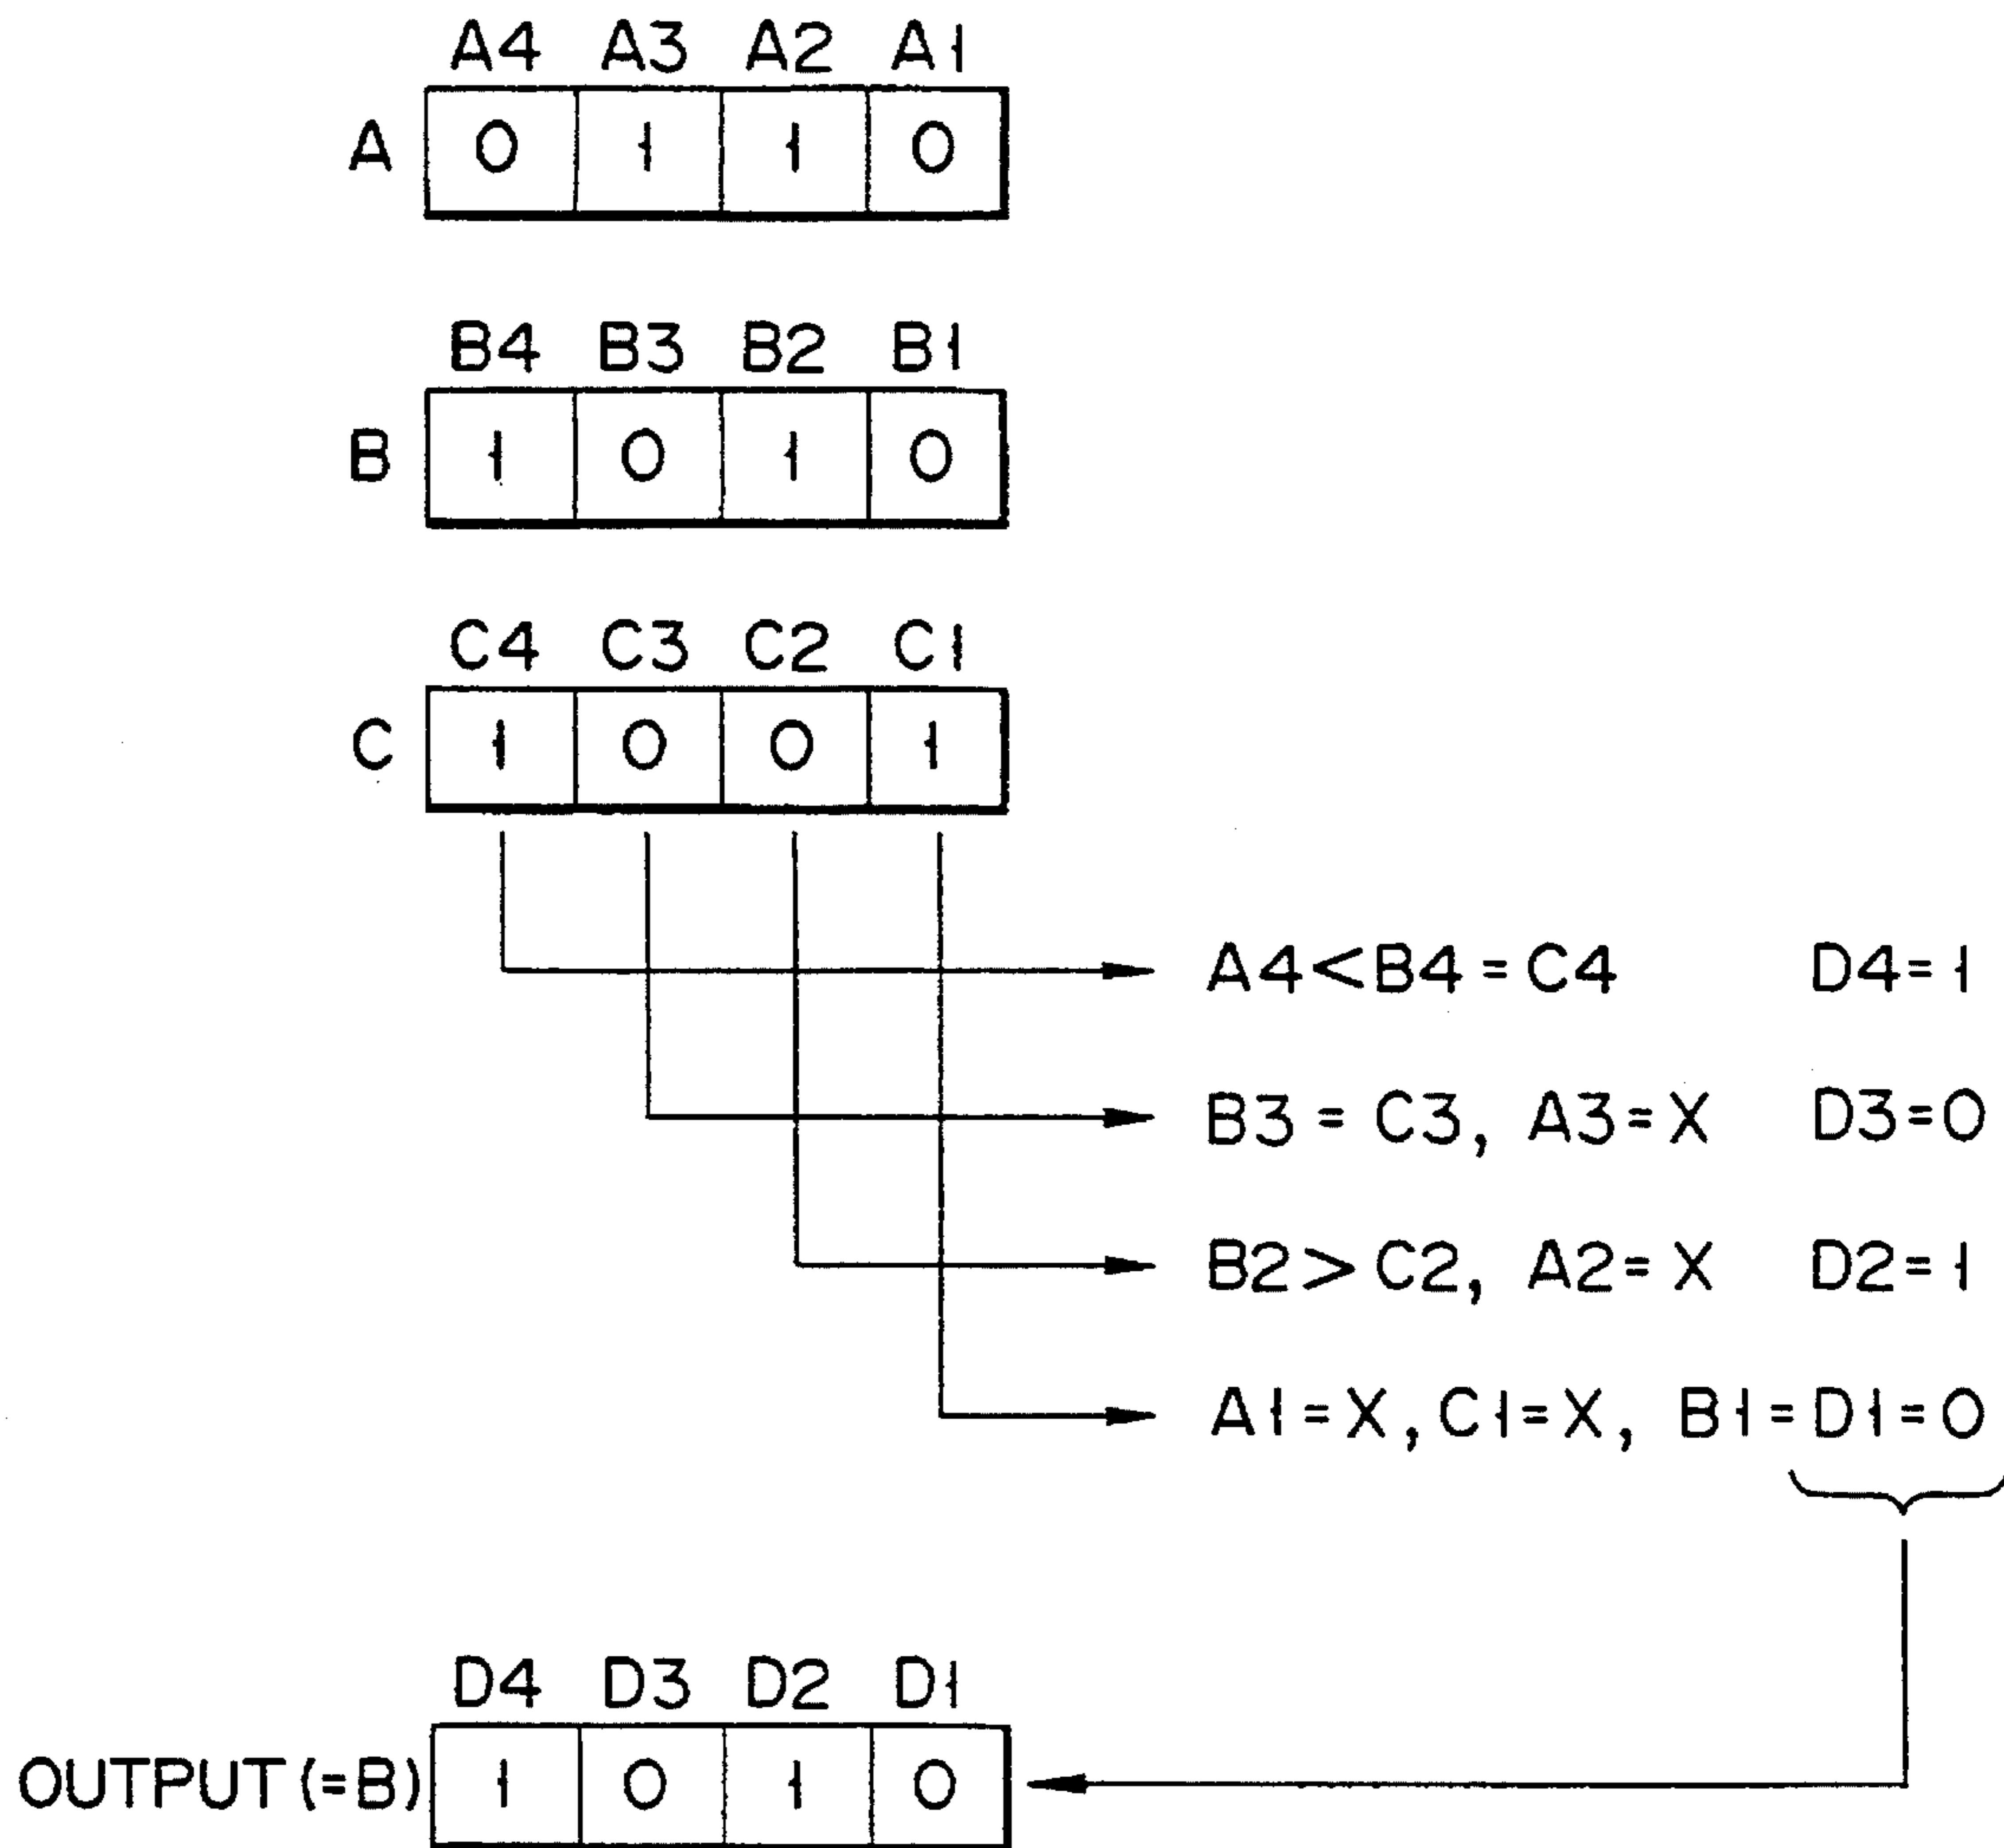 A4 A3 A2 A1
A 0 1 1 0
B4 B3 B2 B1
B 1 0 1 0
C4 C3 C2 C1
C 1 0 0 1
A4<B4=C4 D4=1
B3=C3, A3=X D3=0
B2>C2, A2=X D2=1
A1=X, C1=X, B1=D1=0
D4 D3 D2 D1
OUTPUT(=B) 1 0 1 0